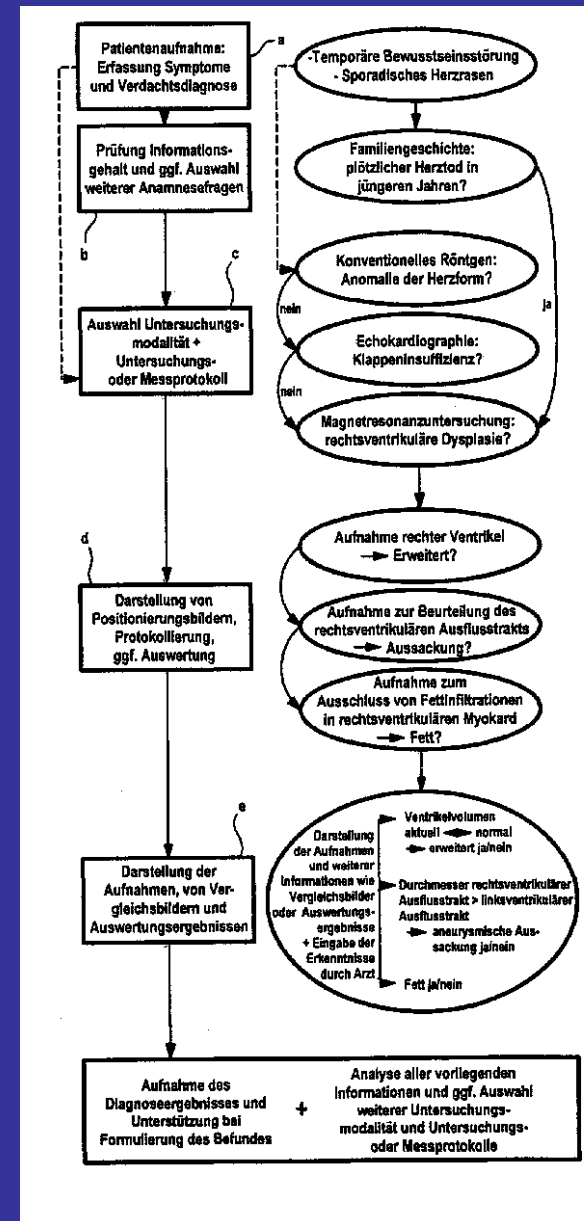 a
Patientenaufnahme:
Erfassung Symptome
und Verdachtsdiagnose
Prüfung Informations-
gehalt und ggf. Auswahl
weiterer Anamnesefragen
b
c
Auswahl Untersuchungs-
modalität +
Untersuchungs-
oder Messprotokoll
d
Darstellung von
Positionierungsbildern,
Protokollierung,
ggf. Auswertung
e
Darstellung der
Aufnahmen, von Ver-
gleichsbildern und
Auswertungsergebnissen
-Temporäre Bewusstseinsstörung
- Sporadisches Herzrasen
Familiengeschichte:
plötzlicher Herztod in
jüngeren Jahren?
Konventionelles Röntgen:
Anomalie der Herzform?
nein
ja
Echokardiographie:
Klappeninsuffizienz?
nein
Magnetresonanzuntersuchung:
rechtsventrikuläre Dysplasie?
Aufnahme rechter Ventrikel
→ Erweitert?
Aufnahme zur Beurteilung des
rechtsventrikulären Ausflusstrakts
→ Aussackung?
Aufnahme zum
Ausschluss von Fettinfiltrationen
in rechtsventrikulären Myokard
→ Fett?
Darstellung
der Aufnahmen
und weiterer
Informationen wie
Vergleichsbilder
oder Auswertungs-
ergebnisse
+ Eingabe der
Erkenntnisse
durch Arzt
Ventrikelvolumen
aktuell ↔ normal
→ erweitert ja/nein
Durchmesser rechtsventrikulärer
Ausflusstrakt > linksventrikulärer
Ausflusstrakt
→ aneurysmische Aus-
sackung ja/nein
Fett ja/nein
Aufnahme des
Diagnoseergebnisses und
Unterstützung bei
Formulierung des Befundes
+
Analyse aller vorliegenden
Informationen und ggf. Auswahl
weiterer Untersuchungs-
modalität und Untersuchungs-
oder Messprotokolle